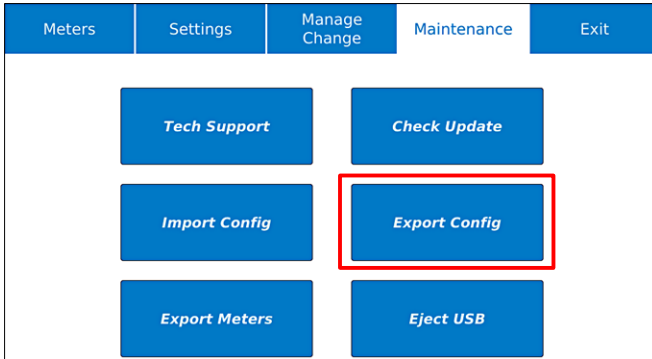 Meters
Settings
Manage
Change
Maintenance
Exit
Tech Support
Check Update
Import Config
Export Config
Export Meters
Eject USB